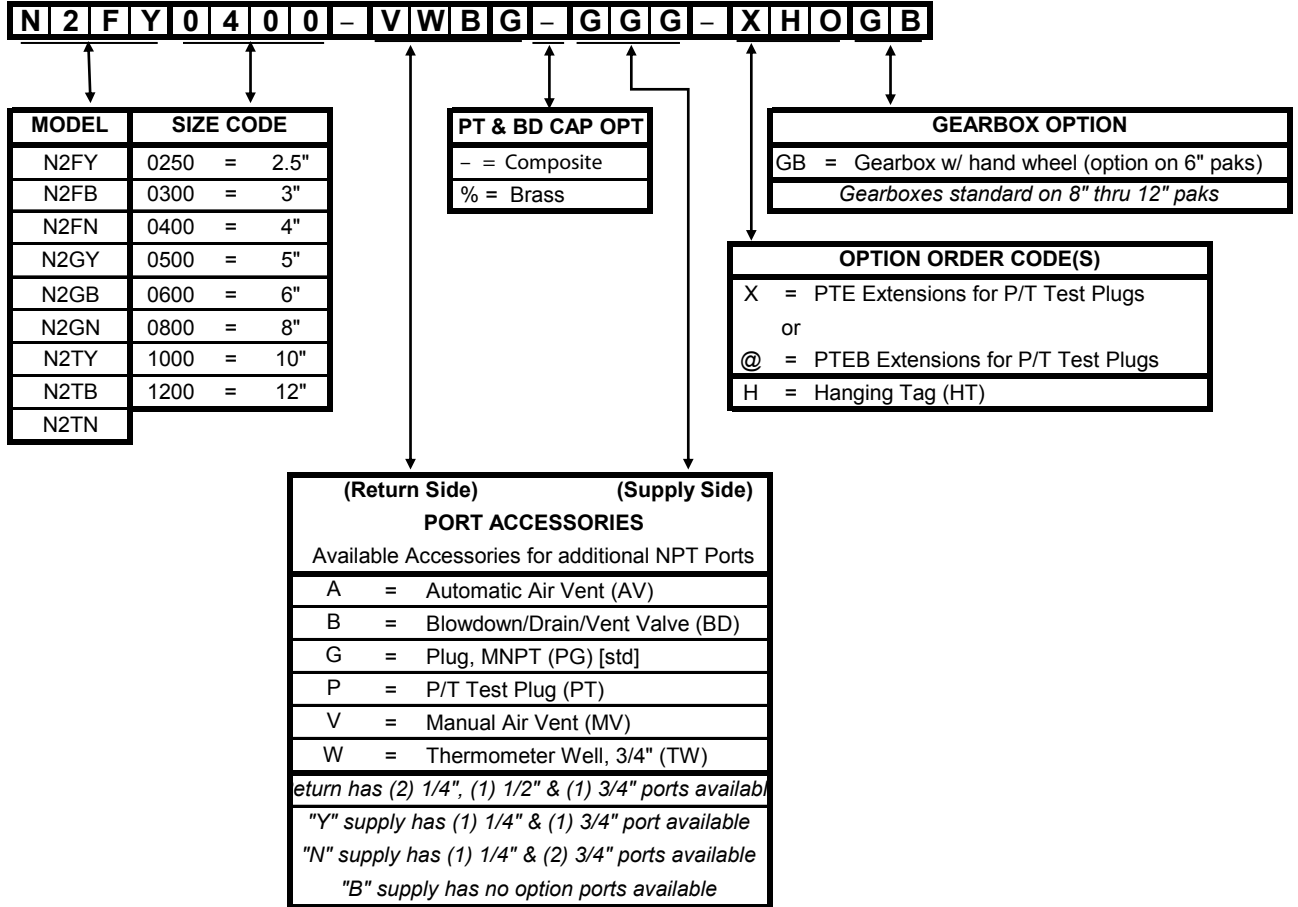 N2FY0400-VWBG-GGG-XHOGB
MODEL
N2FY
N2FB
N2FN
N2GY
N2GB
N2GN
N2TY
N2TB
N2TN
SIZE CODE
0250 = 2.5"
0300 = 3"
0400 = 4"
0500 = 5"
0600 = 6"
0800 = 8"
1000 = 10"
1200 = 12"
PT & BD CAP OPT
– = Composite
% = Brass
GEARBOX OPTION
GB = Gearbox w/ hand wheel (option on 6" paks)
Gearboxes standard on 8" thru 12" paks
OPTION ORDER CODE(S)
X = PTE Extensions for P/T Test Plugs
or
@ = PTEB Extensions for P/T Test Plugs
H = Hanging Tag (HT)
(Return Side) (Supply Side)
PORT ACCESSORIES
Available Accessories for additional NPT Ports
A = Automatic Air Vent (AV)
B = Blowdown/Drain/Vent Valve (BD)
G = Plug, MNPT (PG) [std]
P = P/T Test Plug (PT)
V = Manual Air Vent (MV)
W = Thermometer Well, 3/4" (TW)
eturn has (2) 1/4", (1) 1/2" & (1) 3/4" ports availabl
"Y" supply has (1) 1/4" & (1) 3/4" port available
"N" supply has (1) 1/4" & (2) 3/4" ports available
"B" supply has no option ports available